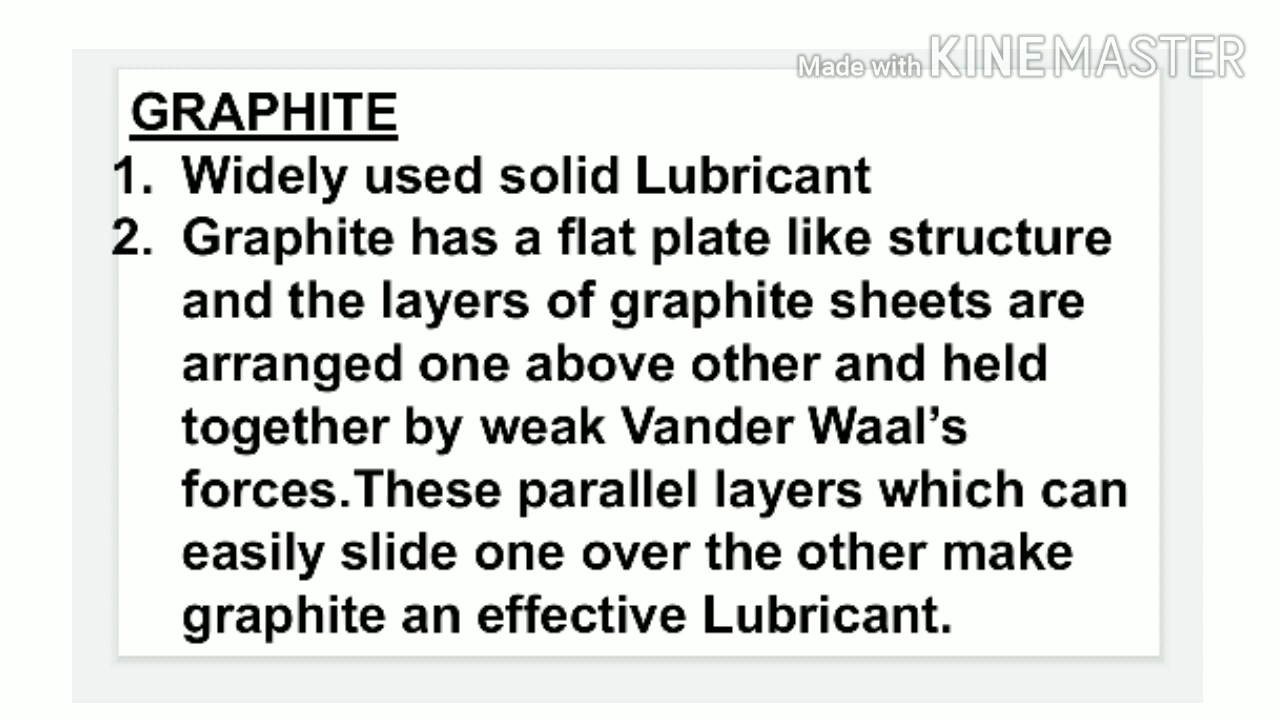 Made with KINEMASTER
GRAPHITE
1. Widely used solid Lubricant
2. Graphite has a flat plate like structure
and the layers of graphite sheets are
arranged one above other and held
together by weak Vander Waal’s
forces.These parallel layers which can
easily slide one over the other make
graphite an effective Lubricant.